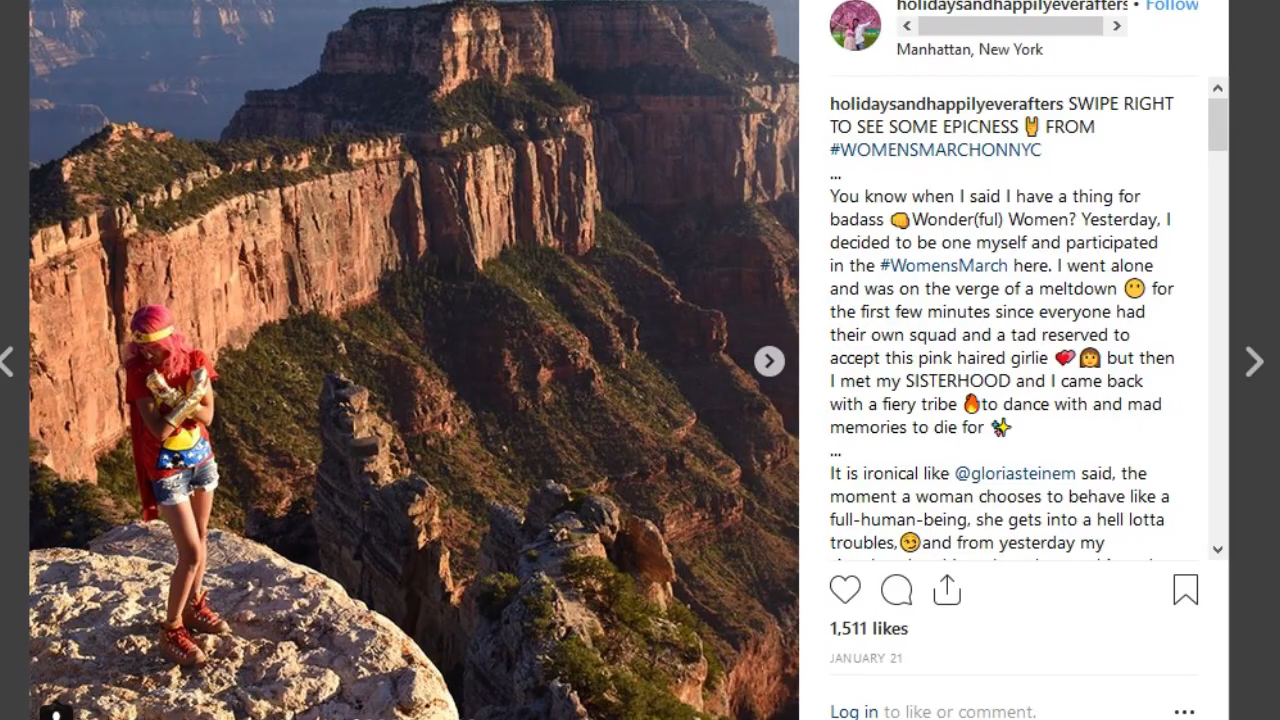 holidaysandhappilyeverafters • Follow
Manhattan, New York
holidaysandhappilyeverafters SWIPE RIGHT
TO SEE SOME EPICNESS 🤘 FROM
#WOMENSMARCHONNYC
...
You know when I said I have a thing for
badass 👊Wonder(ful) Women? Yesterday, I
decided to be one myself and participated
in the #WomensMarch here. I went alone
and was on the verge of a meltdown 😶 for
the first few minutes since everyone had
their own squad and a tad reserved to
accept this pink haired girlie 💞👩 but then
I met my SISTERHOOD and I came back
with a fiery tribe 🔥to dance with and mad
memories to die for ✨
...
It is ironical like @gloriasteinem said, the
moment a woman chooses to behave like a
full-human-being, she gets into a hell lotta
troubles,😏and from yesterday my
1,511 likes
JANUARY 21
Log in to like or comment.